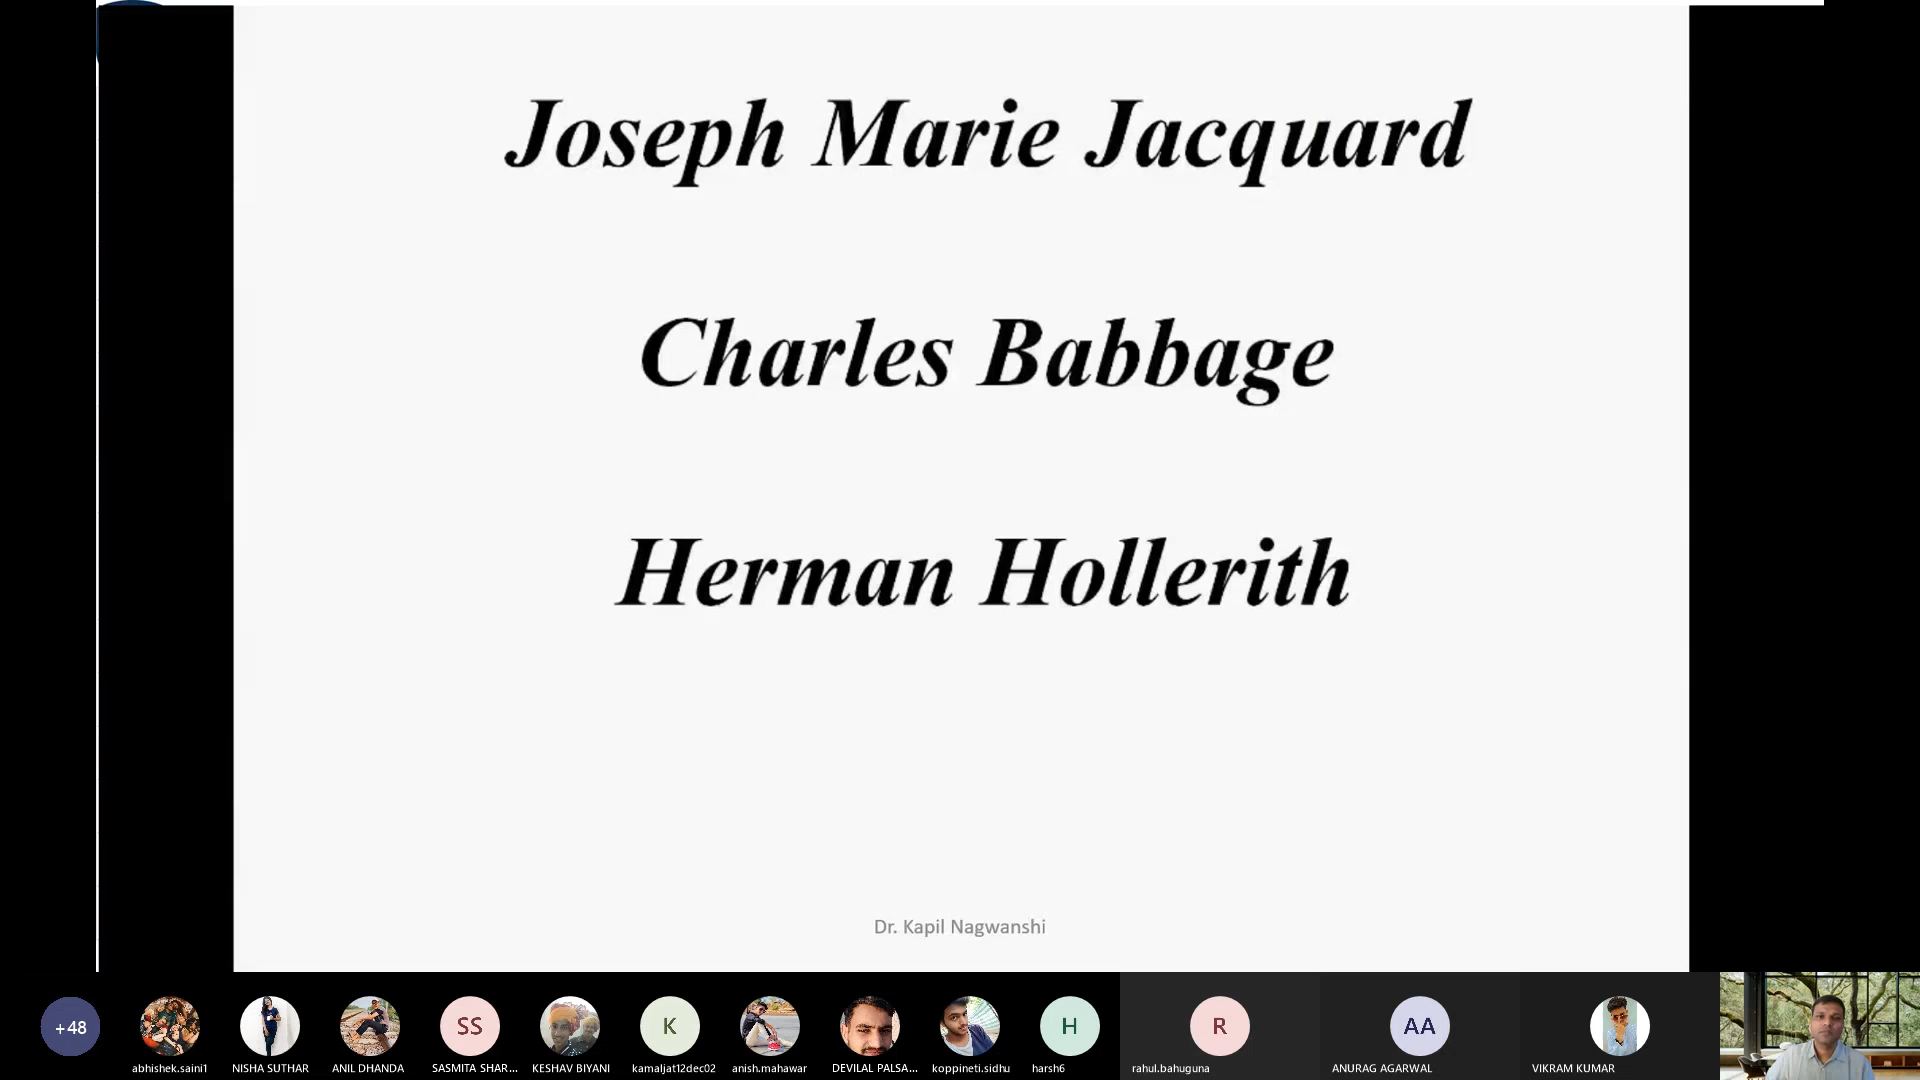 Joseph Marie Jacquard
Charles Babbage
Herman Hollerith
Dr. Kapil Nagwanshi
+48
SS
K
H
R
AA
abhishek.saini1
NISHA SUTHAR
ANIL DHANDA
SASMITA SHAR...
KESHAV BIYANI
kamaljat12dec02
anish.mahawar
DEVILAL PALSA...
koppineti.sidhu
harsh6
rahul.bahuguna
ANURAG AGARWAL
VIKRAM KUMAR